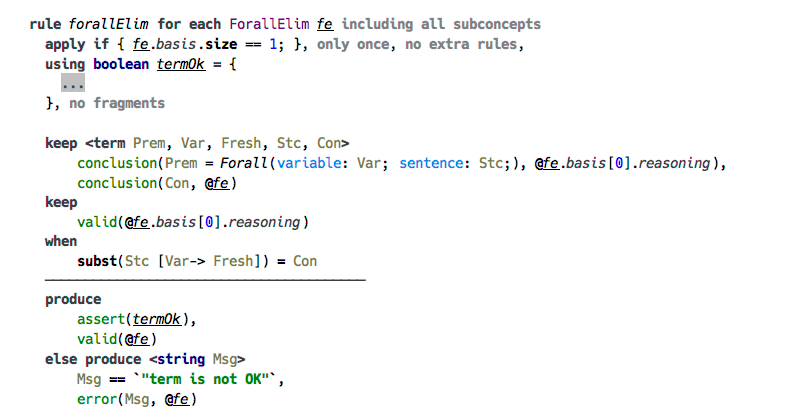 rule forallElim for each ForallElim fe including all subconcepts
apply if { fe.basis.size == 1; }, only once, no extra rules,
using boolean termOk = {
...
}, no fragments
keep <term Prem, Var, Fresh, Stc, Con>
conclusion(Prem = Forall(variable: Var; sentence: Stc;), @fe.basis[0].reasoning),
conclusion(Con, @fe)
keep
valid(@fe.basis[0].reasoning)
when
subst(Stc [Var-> Fresh]) = Con
produce
assert(termOk),
valid(@fe)
else produce <string Msg>
Msg == `"term is not OK"`,
error(Msg, @fe)